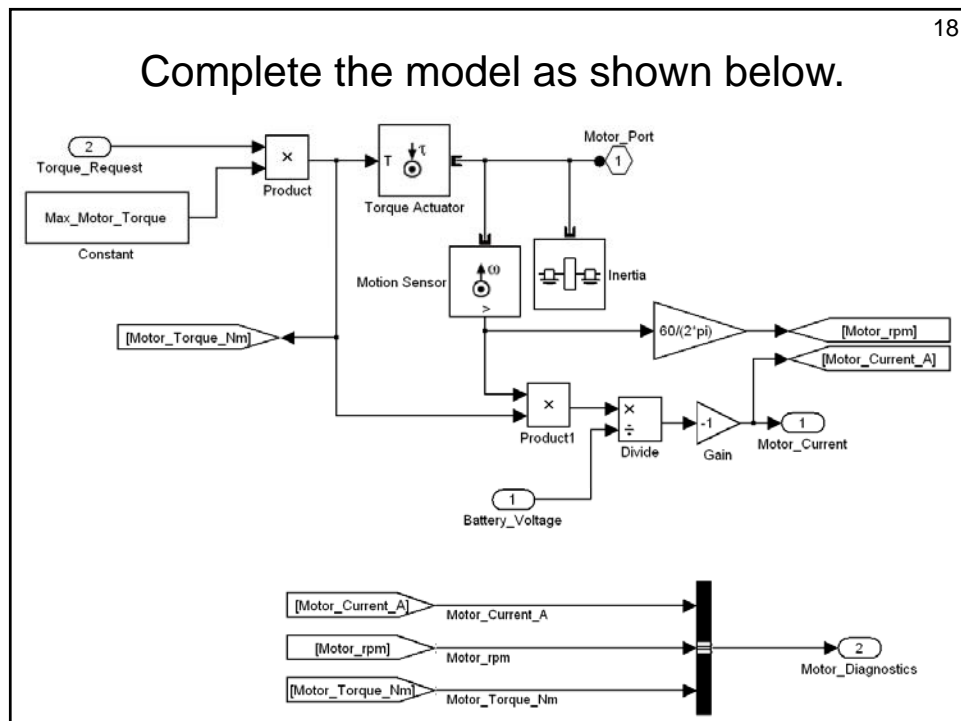 18
Complete the model as shown below.
2
Torque_Request
×
Product
T
τ
Torque Actuator
Motor_Port
1
Max_Motor_Torque
Constant
Motion Sensor
ω
>
Inertia
[Motor_Torque_Nm]
60/(2*pi)
[Motor_rpm]
[Motor_Current_A]
×
Product1
×
÷
Divide
-1
Gain
1
Motor_Current
1
Battery_Voltage
[Motor_Current_A]
Motor_Current_A
[Motor_rpm]
Motor_rpm
[Motor_Torque_Nm]
Motor_Torque_Nm
2
Motor_Diagnostics